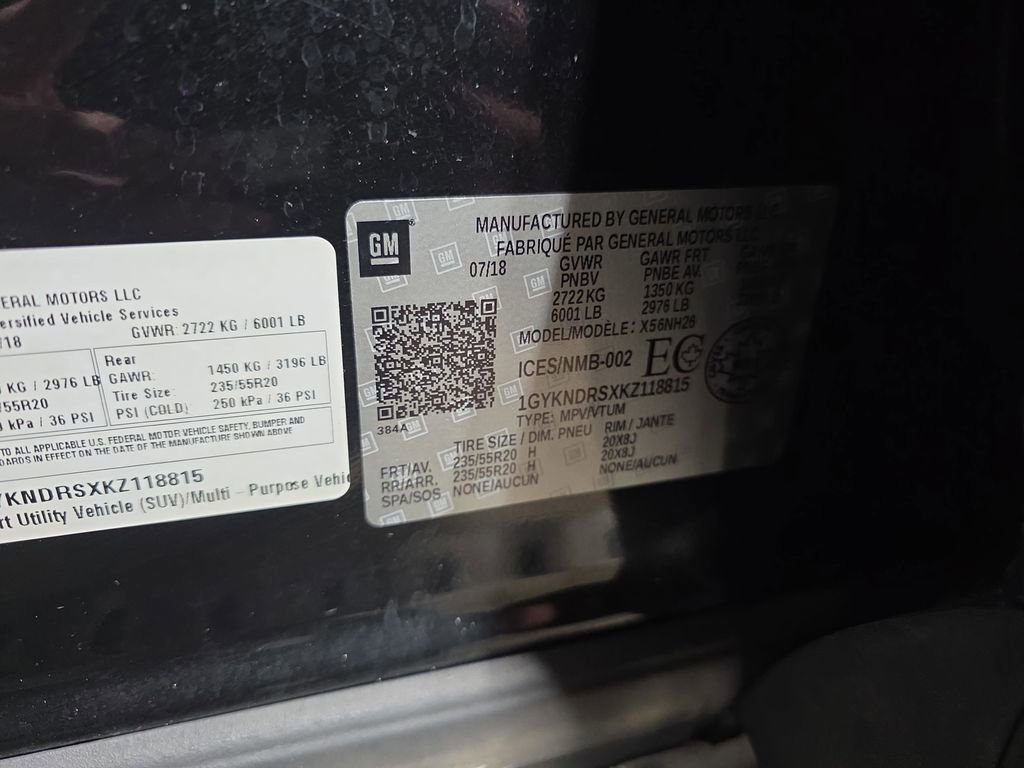 ERAL MOTORS LLC
ersified Vehicle Services
/18
GVWR: 2722 KG / 6001 LB
KG / 2976 LB
/55R20
kPa / 36 PSI
Rear
GAWR: 1450 KG / 3196 LB
Tire Size: 235/55R20
PSI (COLD): 250 kPa / 36 PSI
TO ALL APPLICABLE U.S. FEDERAL MOTOR VEHICLE SAFETY, BUMPER AND
DARDS IN EFFECT ON THE DATE OF THE MANUFACTURE SHOWN ABOVE
YKNDRSXKZ118815
rt Utility Vehicle (SUV)/Multi - Purpose Vehic
GM
MANUFACTURED BY GENERAL MOTORS LLC
FABRIQUÉ PAR GENERAL MOTORS LLC
07/18
GVWR
PNBV
2722 KG
6001 LB
GAWR FRT
PNBE AV.
1350 KG
2976 LB
MODEL/MODÈLE: X56NH26
ICES/NMB-002 EC
1GYKNDRSXKZ118815
TYPE: MPV/VTUM
384A
TIRE SIZE / DIM. PNEU RIM / JANTE
FRT/AV. 235/55R20 H 20X8J
RR/ARR. 235/55R20 H 20X8J
SPA/SOS NONE/AUCUN NONE/AUCUN